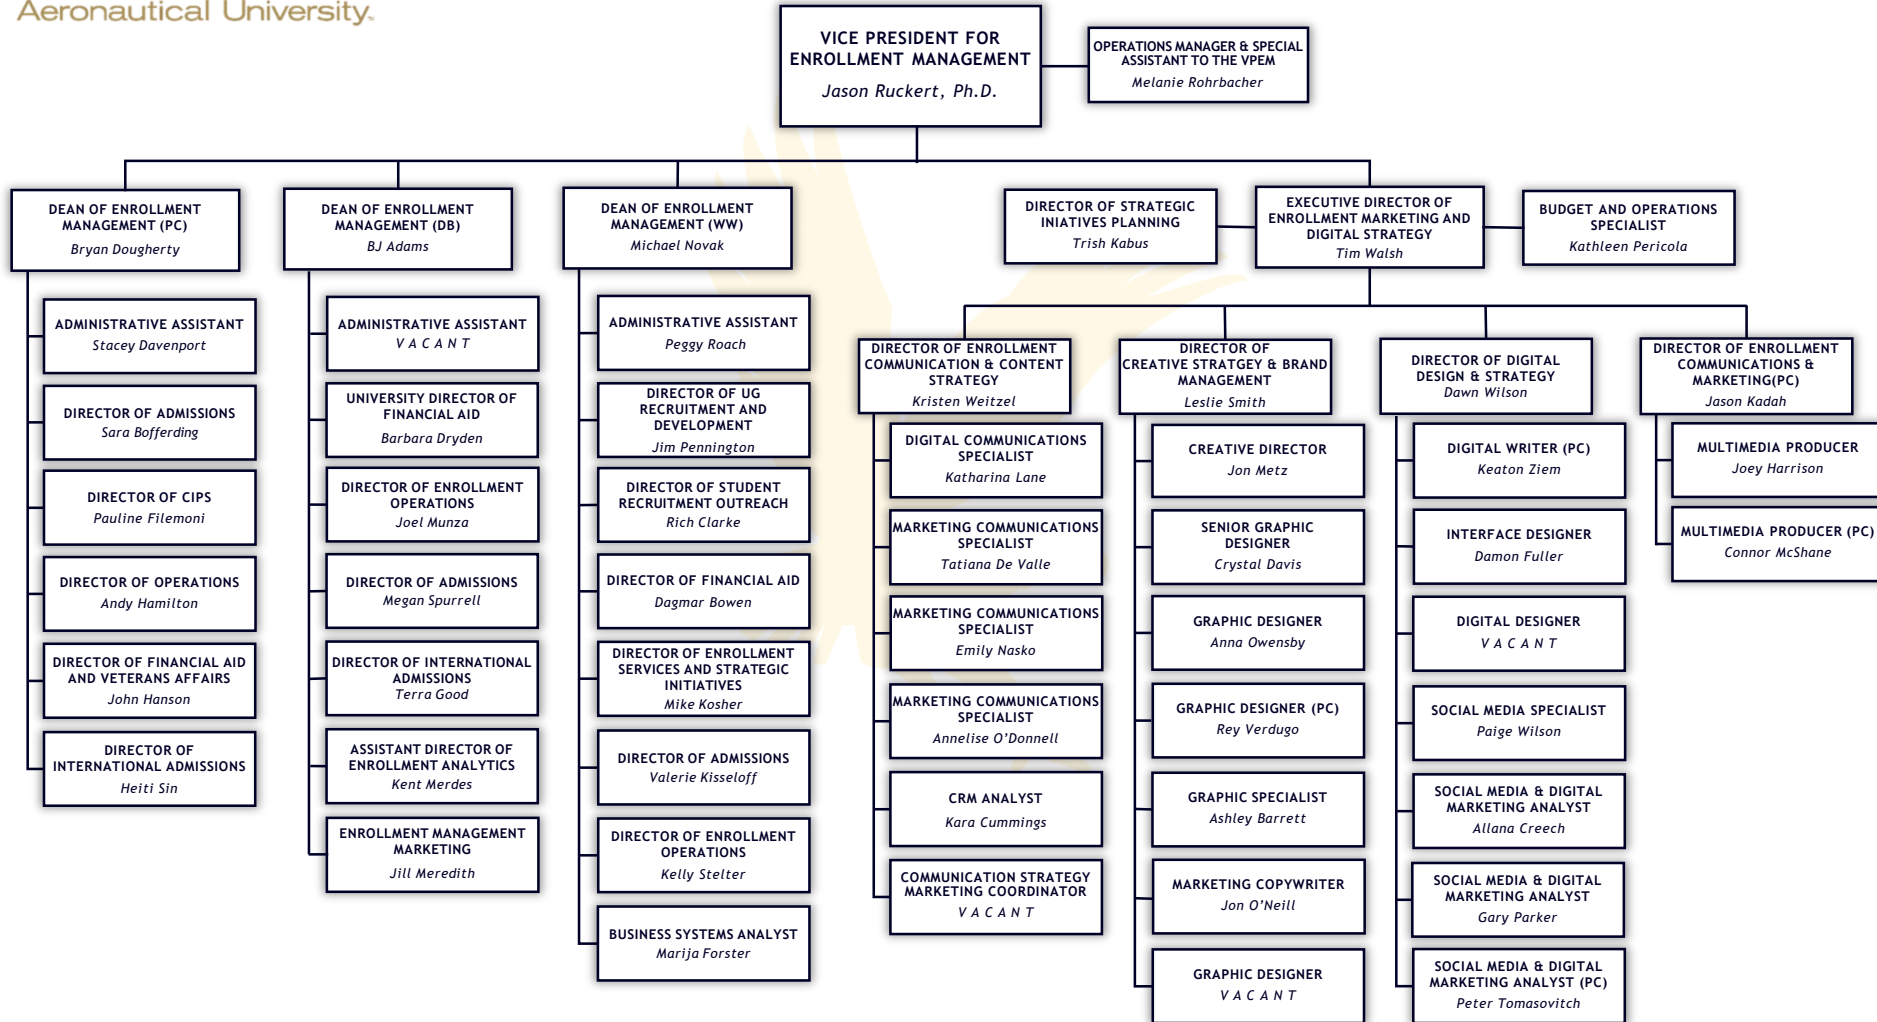 Aeronautical University.
VICE PRESIDENT FOR
ENROLLMENT MANAGEMENT
Jason Ruckert, Ph.D.
OPERATIONS MANAGER & SPECIAL
ASSISTANT TO THE VPEM
Melanie Rohrbacher
DEAN OF ENROLLMENT
MANAGEMENT (PC)
Bryan Dougherty
DEAN OF ENROLLMENT
MANAGEMENT (DB)
BJ Adams
DEAN OF ENROLLMENT
MANAGEMENT (WW)
Michael Novak
DIRECTOR OF STRATEGIC
INIATIVES PLANNING
Trish Kabus
EXECUTIVE DIRECTOR OF
ENROLLMENT MARKETING AND
DIGITAL STRATEGY
Tim Walsh
BUDGET AND OPERATIONS
SPECIALIST
Kathleen Pericola
ADMINISTRATIVE ASSISTANT
Stacey Davenport
DIRECTOR OF ADMISSIONS
Sara Bofferding
DIRECTOR OF CIPS
Pauline Filemoni
DIRECTOR OF OPERATIONS
Andy Hamilton
DIRECTOR OF FINANCIAL AID
AND VETERANS AFFAIRS
John Hanson
DIRECTOR OF
INTERNATIONAL ADMISSIONS
Heiti Sin
ADMINISTRATIVE ASSISTANT
V A C A N T
UNIVERSITY DIRECTOR OF
FINANCIAL AID
Barbara Dryden
DIRECTOR OF ENROLLMENT
OPERATIONS
Joel Munza
DIRECTOR OF ADMISSIONS
Megan Spurrell
DIRECTOR OF INTERNATIONAL
ADMISSIONS
Terra Good
ASSISTANT DIRECTOR OF
ENROLLMENT ANALYTICS
Kent Merdes
ENROLLMENT MANAGEMENT
MARKETING
Jill Meredith
ADMINISTRATIVE ASSISTANT
Peggy Roach
DIRECTOR OF UG
RECRUITMENT AND
DEVELOPMENT
Jim Pennington
DIRECTOR OF STUDENT
RECRUITMENT OUTREACH
Rich Clarke
DIRECTOR OF FINANCIAL AID
Dagmar Bowen
DIRECTOR OF ENROLLMENT
SERVICES AND STRATEGIC
INITIATIVES
Mike Kosher
DIRECTOR OF ADMISSIONS
Valerie Kisseloff
DIRECTOR OF ENROLLMENT
OPERATIONS
Kelly Stelter
BUSINESS SYSTEMS ANALYST
Marija Forster
DIRECTOR OF ENROLLMENT
COMMUNICATION & CONTENT
STRATEGY
Kristen Weitzel
DIGITAL COMMUNICATIONS
SPECIALIST
Katharina Lane
MARKETING COMMUNICATIONS
SPECIALIST
Tatiana De Valle
MARKETING COMMUNICATIONS
SPECIALIST
Emily Nasko
MARKETING COMMUNICATIONS
SPECIALIST
Annelise O’Donnell
CRM ANALYST
Kara Cummings
COMMUNICATION STRATEGY
MARKETING COORDINATOR
V A C A N T
DIRECTOR OF
CREATIVE STRATGEY & BRAND
MANAGEMENT
Leslie Smith
CREATIVE DIRECTOR
Jon Metz
SENIOR GRAPHIC
DESIGNER
Crystal Davis
GRAPHIC DESIGNER
Anna Owensby
GRAPHIC DESIGNER (PC)
Rey Verdugo
GRAPHIC SPECIALIST
Ashley Barrett
MARKETING COPYWRITER
Jon O’Neill
GRAPHIC DESIGNER
V A C A N T
DIRECTOR OF DIGITAL
DESIGN & STRATEGY
Dawn Wilson
DIGITAL WRITER (PC)
Keaton Ziem
INTERFACE DESIGNER
Damon Fuller
DIGITAL DESIGNER
V A C A N T
SOCIAL MEDIA SPECIALIST
Paige Wilson
SOCIAL MEDIA & DIGITAL
MARKETING ANALYST
Allana Creech
SOCIAL MEDIA & DIGITAL
MARKETING ANALYST
Gary Parker
SOCIAL MEDIA & DIGITAL
MARKETING ANALYST (PC)
Peter Tomasovitch
DIRECTOR OF ENROLLMENT
COMMUNICATIONS &
MARKETING(PC)
Jason Kadah
MULTIMEDIA PRODUCER
Joey Harrison
MULTIMEDIA PRODUCER (PC)
Connor McShane